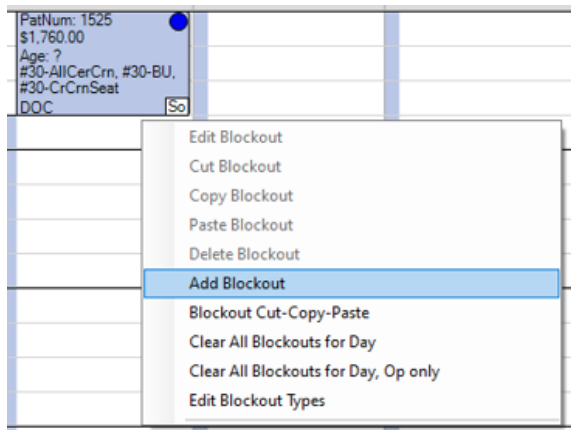 PatNum: 1525
$1,760.00
Age: ?
#30-AllCerCrn, #30-BU,
#30-CrCrnSeat
DOC So
Edit Blockout
Cut Blockout
Copy Blockout
Paste Blockout
Delete Blockout
Add Blockout
Blockout Cut-Copy-Paste
Clear All Blockouts for Day
Clear All Blockouts for Day, Op only
Edit Blockout Types